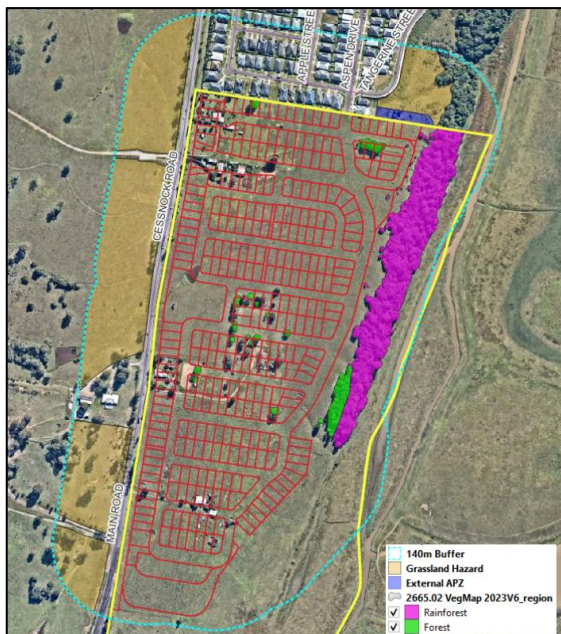 APPLE STREET
ASPEN DRIVE
TANGERINE STREET
CESSNOCK ROAD
MAIN ROAD
140m Buffer
Grassland Hazard
External APZ
2665.02 VegMap 2023V6_region
Rainforest
Forest